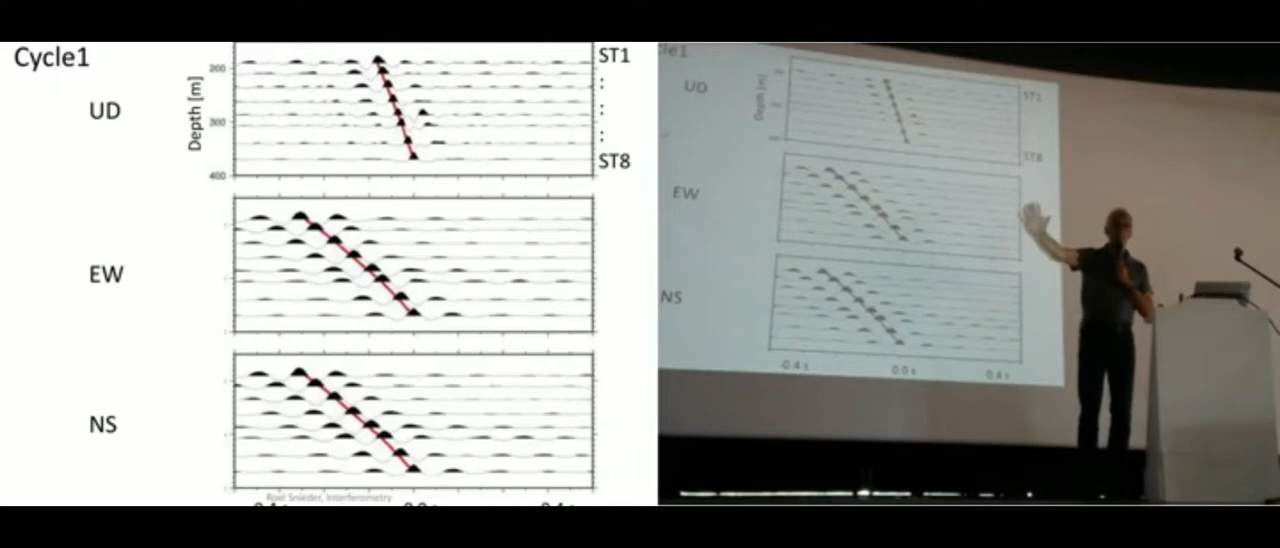 Cycle1
UD
Depth [m]
200
300
400
ST1
:
:
:
ST8
EW
NS
Roel Snieder, Interferometry
UD
Depth [m]
ST1
ST8
EW
NS
-0.4 s
0.0 s
0.4 s